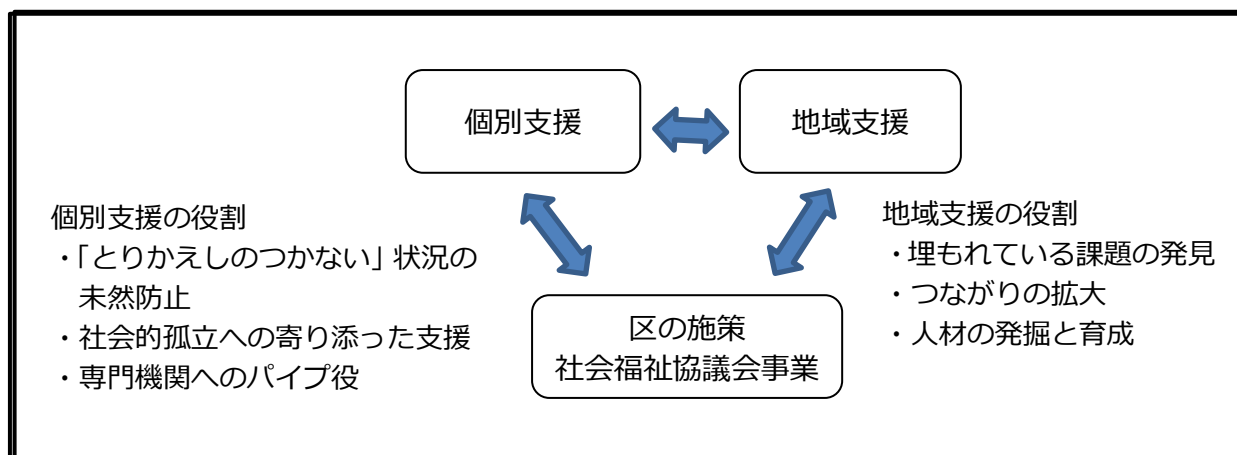 個別支援
地域支援
個別支援の役割
・「とりかえしのつかない」状況の
未然防止
・社会的孤立への寄り添った支援
・専門機関へのパイプ役
地域支援の役割
・埋もれている課題の発見
・つながりの拡大
・人材の発掘と育成
区の施策
社会福祉協議会事業